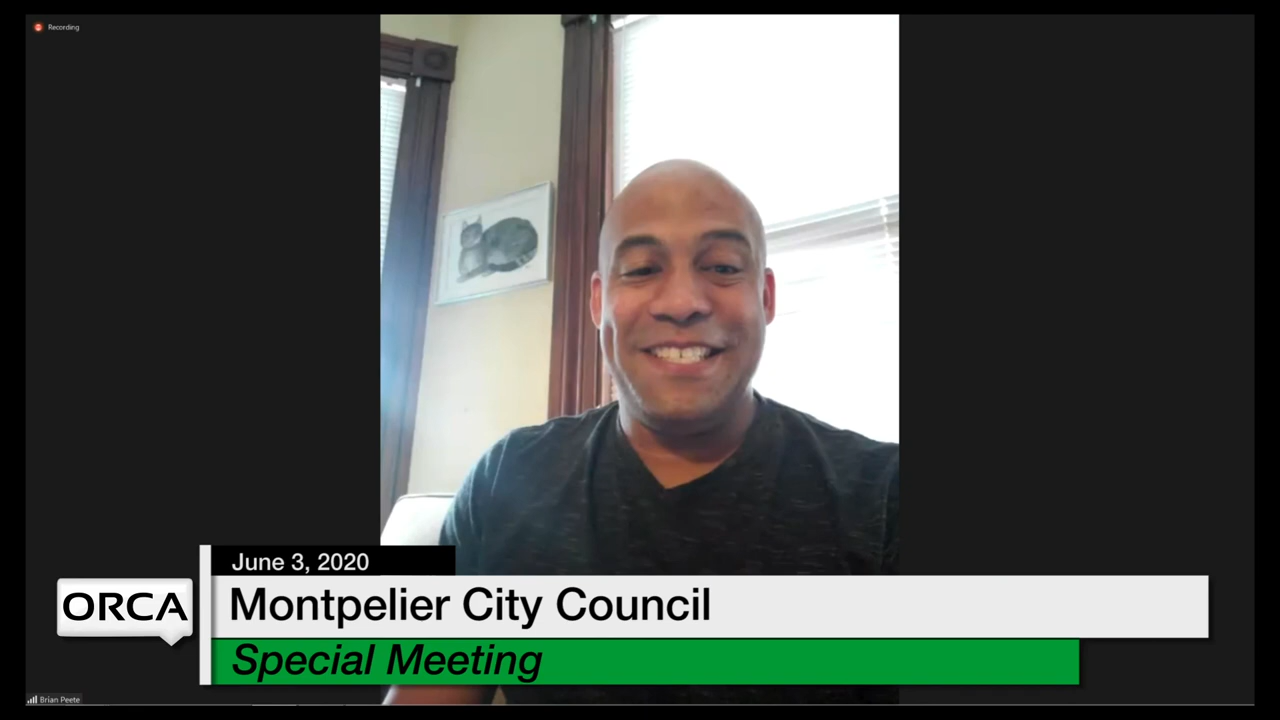 Recording
June 3, 2020
ORCA
Montpelier City Council
Special Meeting
Brian Peete